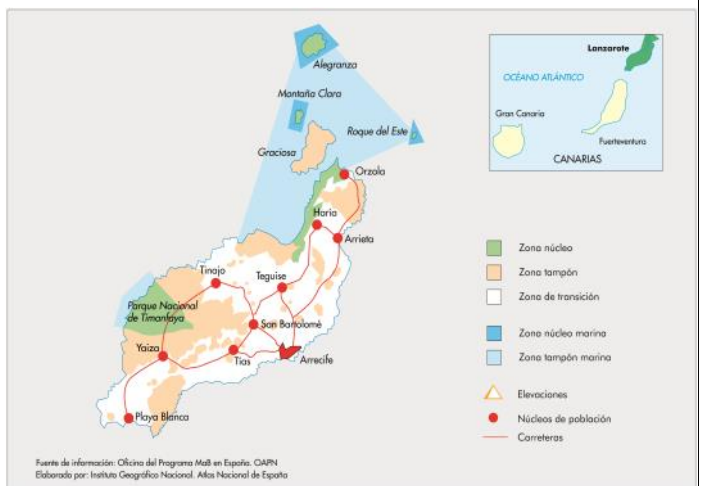 Alegranza
Montaña Clara
Roque del Este
Graciosa
Orzola
Haria
Arrieta
Tinajo
Teguise
Parque Nacional
de Timanfaya
San Bartolomé
Yaiza
Tías
Arrecife
Playa Blanca
Lanzarote
OCÉANO ATLÁNTICO
Gran Canaria
Fuerteventura
CANARIAS
Zona núcleo
Zona tampón
Zona de transición
Zona núcleo marina
Zona tampón marina
Elevaciones
Núcleos de población
Carreteras
Fuente de información: Oficina del Programa MaB en España. OAPN
Elaborado por: Instituto Geográfico Nacional. Atlas Nacional de España